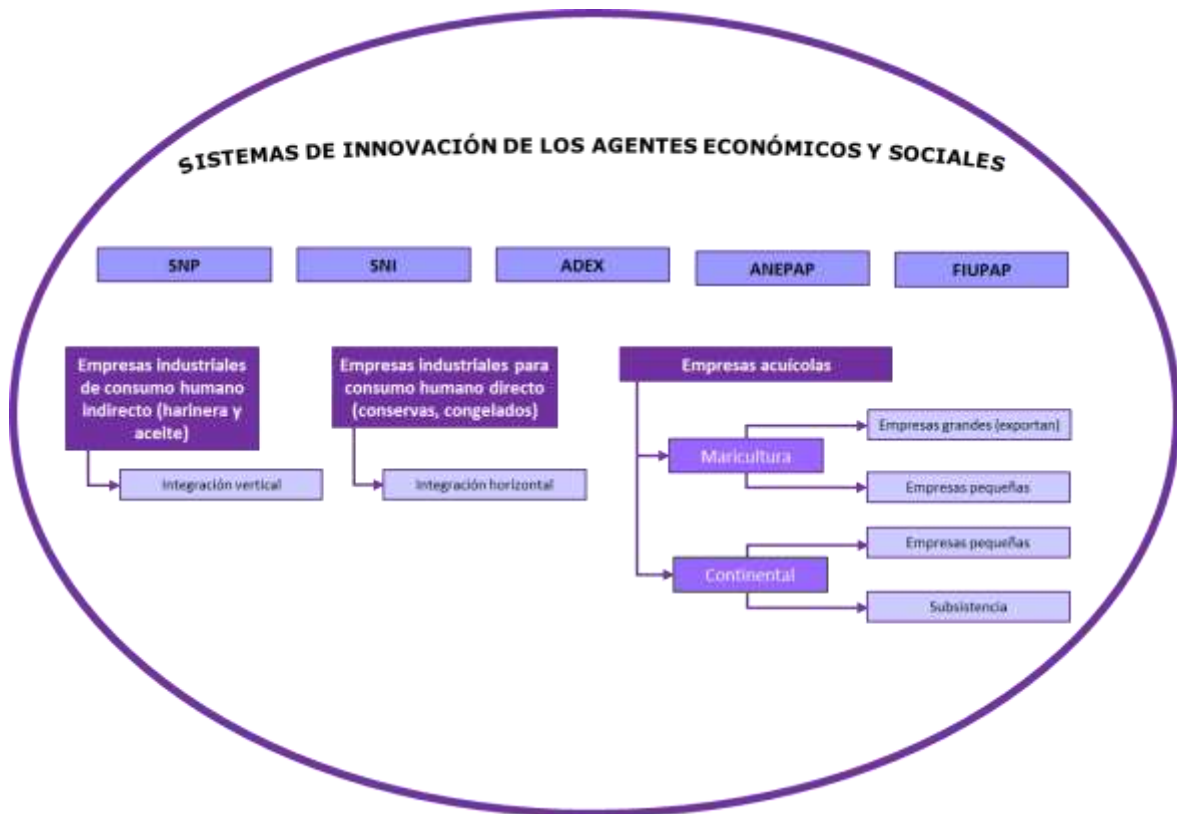 SISTEMAS DE INNOVACIÓN DE LOS AGENTES ECONÓMICOS Y SOCIALES
SNP
SNI
ADEX
ANEPAP
FIUPAP
Empresas industriales
de consumo humano
indirecto (harinera y
aceite)
Integración vertical
Empresas industriales para
consumo humano directo
(conservas, congelados)
Integración horizontal
Empresas acuícolas
Maricultura
Empresas grandes (exportan)
Empresas pequeñas
Continental
Empresas pequeñas
Subsistencia